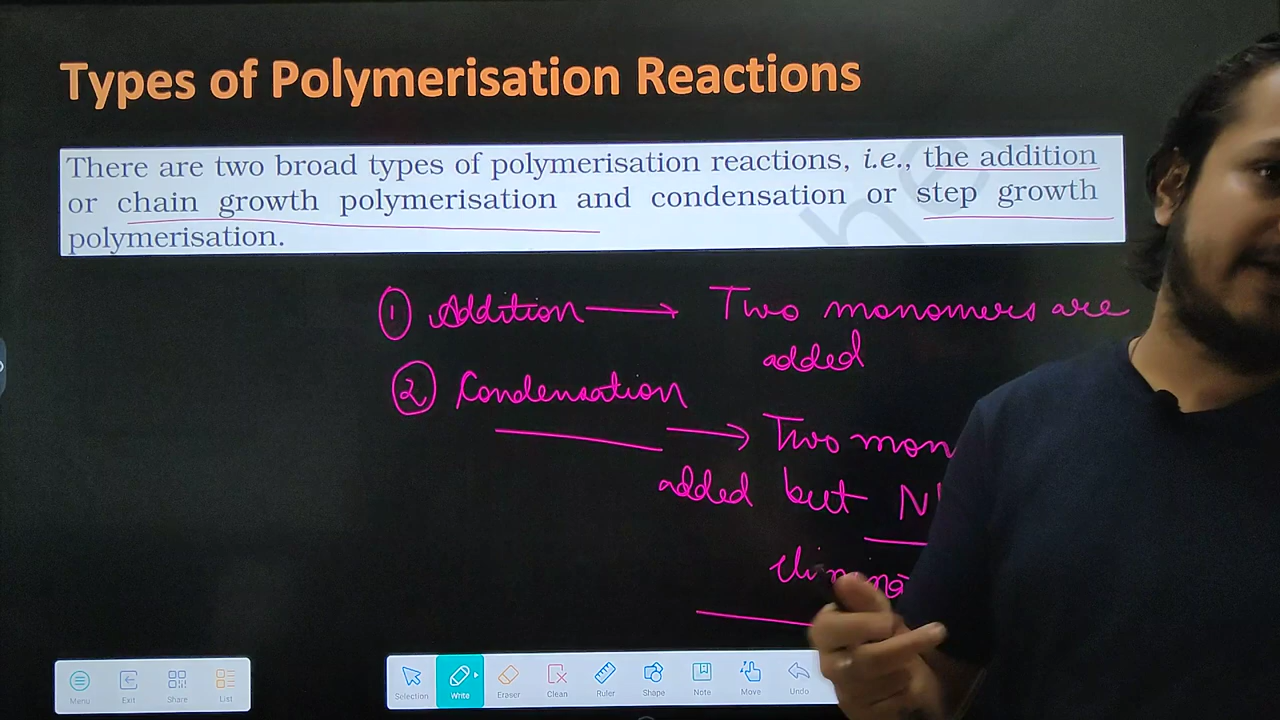 Types of Polymerisation Reactions
There are two broad types of polymerisation reactions, i.e., the addition
or chain growth polymerisation and condensation or step growth
polymerisation.
① Addition → Two monomers are
added
② Condensation
→ Two mon
added but N
elimina
Menu Exit Share List
Selection Write Eraser Clean Ruler Shape Note Move Undo